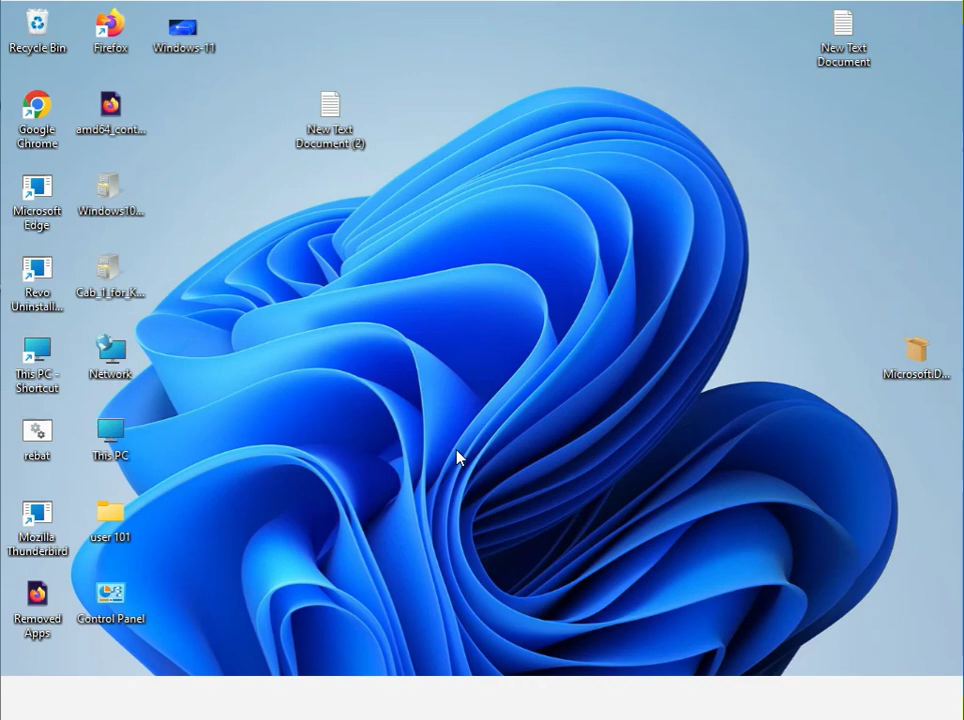 Recycle Bin
Firefox
Windows-11
New Text
Document
Google
Chrome
amd64_cont...
New Text
Document (2)
Microsoft
Edge
Windows10...
Revo
Uninstall...
Cab_1_for_K...
This PC -
Shortcut
Network
Microsoft.D...
rebat
This PC
Mozilla
Thunderbird
user 101
Removed
Apps
Control Panel